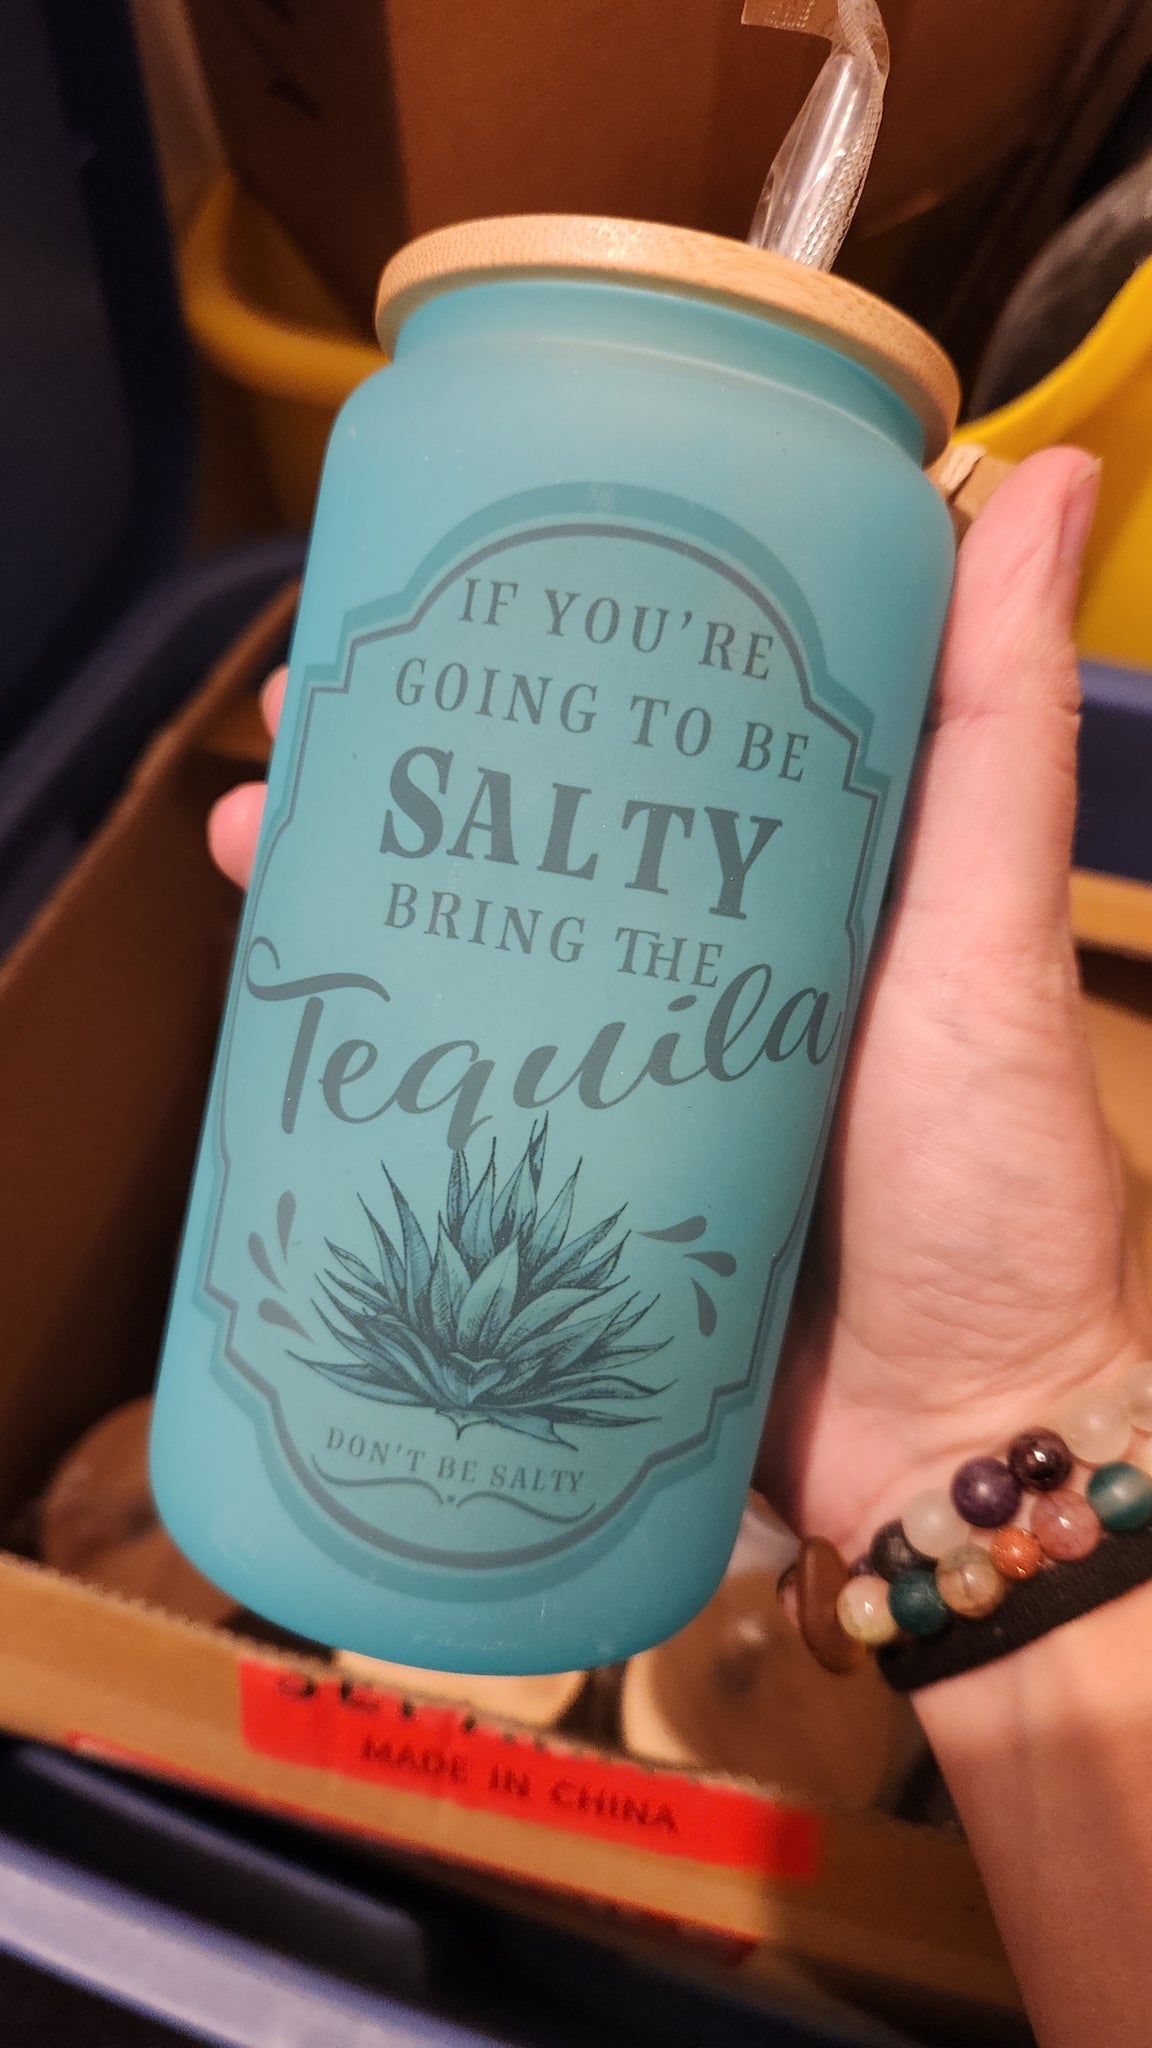 IF YOU'RE
GOING TO BE
SALTY
BRING THE
Tequila
DON'T BE SALTY
MADE IN CHINA